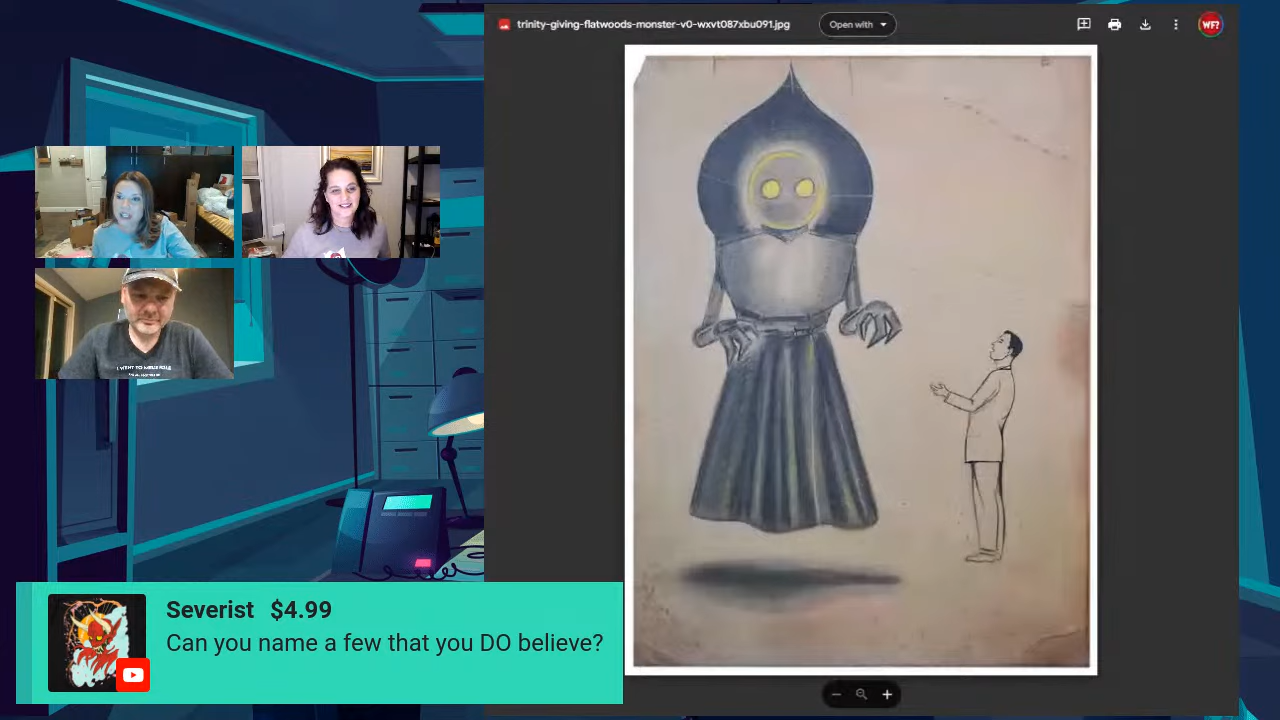 trinity-giving-flatwoods-monster-v0-wxvt087xbu091.jpg
Open with
WF?
Severist $4.99
Can you name a few that you DO believe?